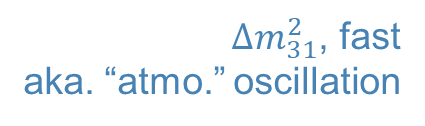 Δm²₃₁, fast
aka. “atmo.” oscillation